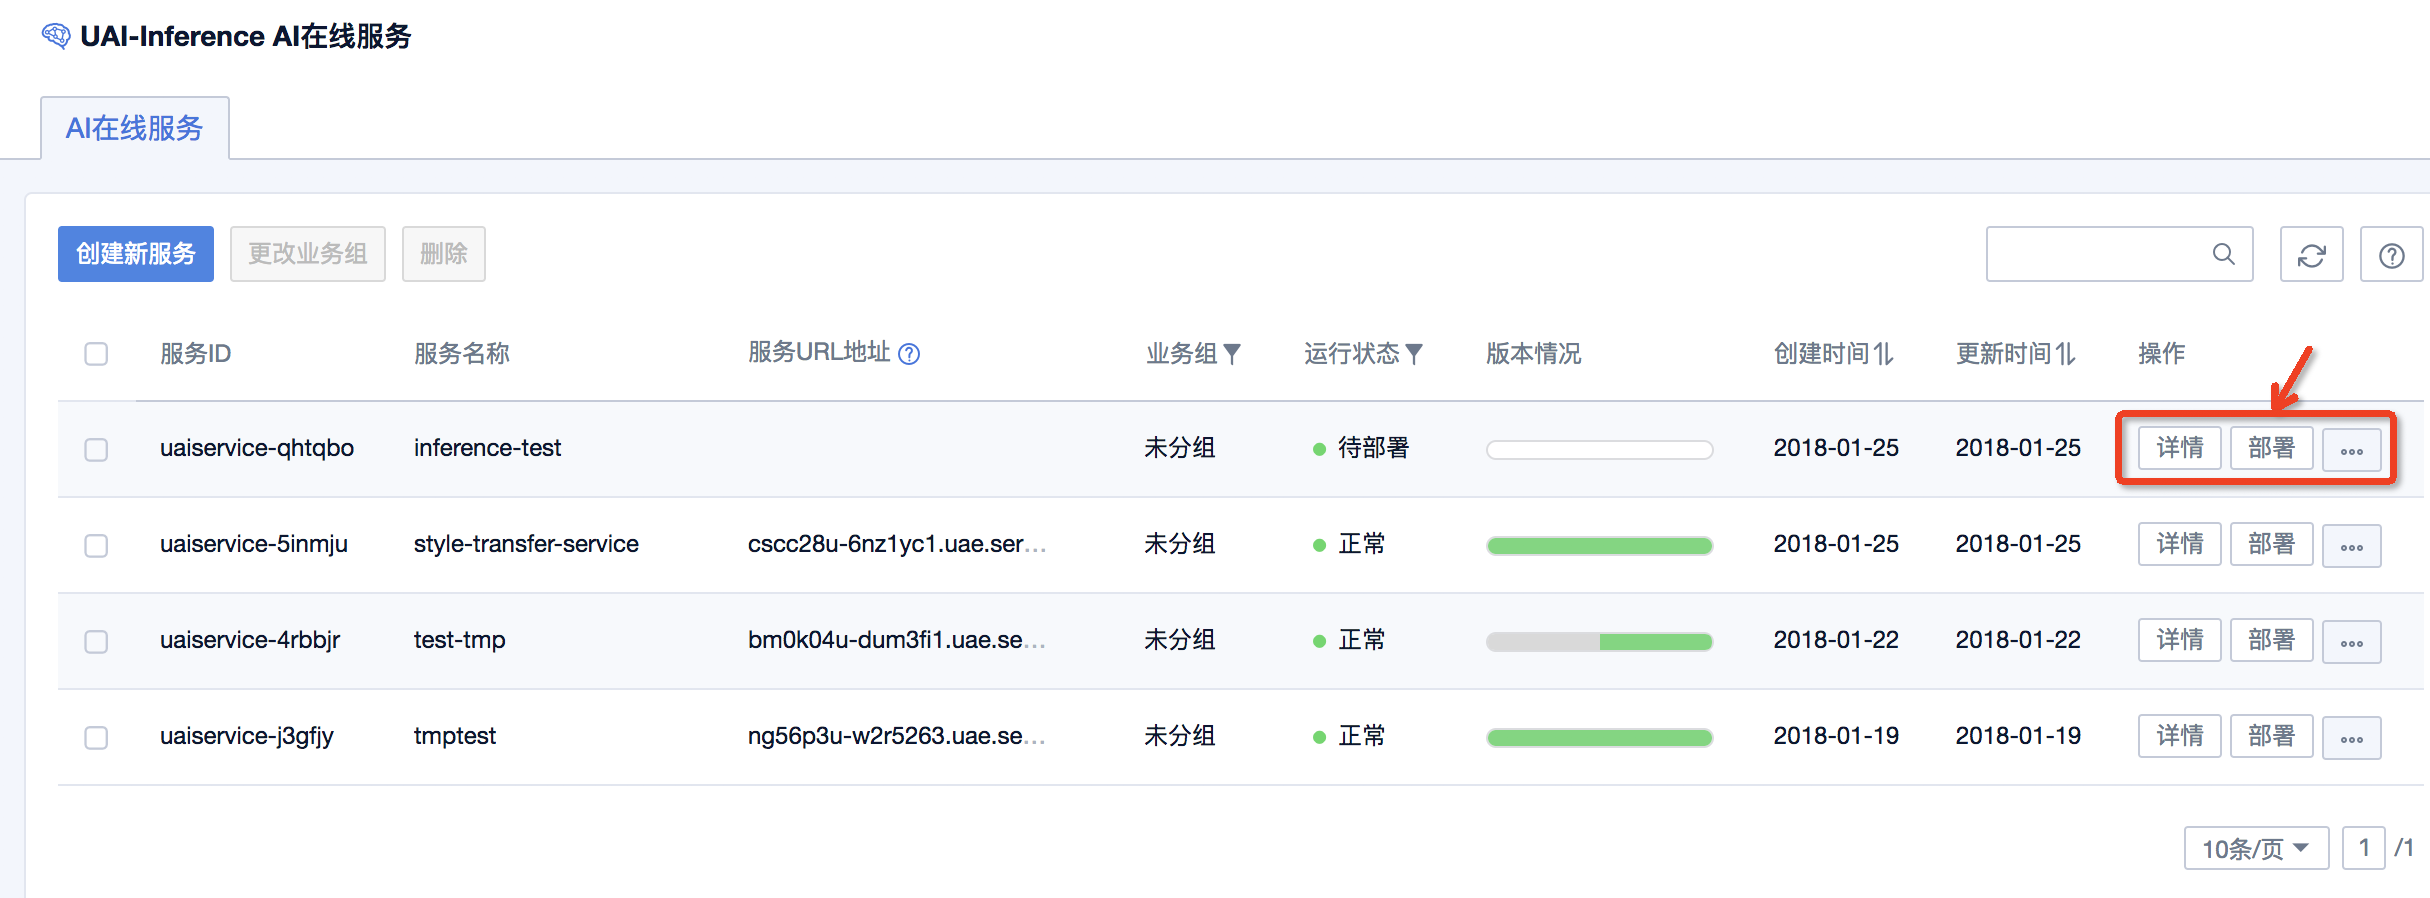 UAI-Inference AI在线服务
AI在线服务
创建新服务 更改业务组 删除
服务ID 服务名称 服务URL地址 业务组 运行状态 版本情况 创建时间 更新时间 操作
uaiservice-qhtqbo inference-test 未分组 待部署 2018-01-25 2018-01-25 详情 部署
uaiservice-5inmju style-transfer-service cscc28u-6nz1yc1.uae.ser... 未分组 正常 2018-01-25 2018-01-25 详情 部署
uaiservice-4rbbjr test-tmp bm0k04u-dum3fi1.uae.se... 未分组 正常 2018-01-22 2018-01-22 详情 部署
uaiservice-j3gfjy tmptest ng56p3u-w2r5263.uae.se... 未分组 正常 2018-01-19 2018-01-19 详情 部署
10条/页 1 /1